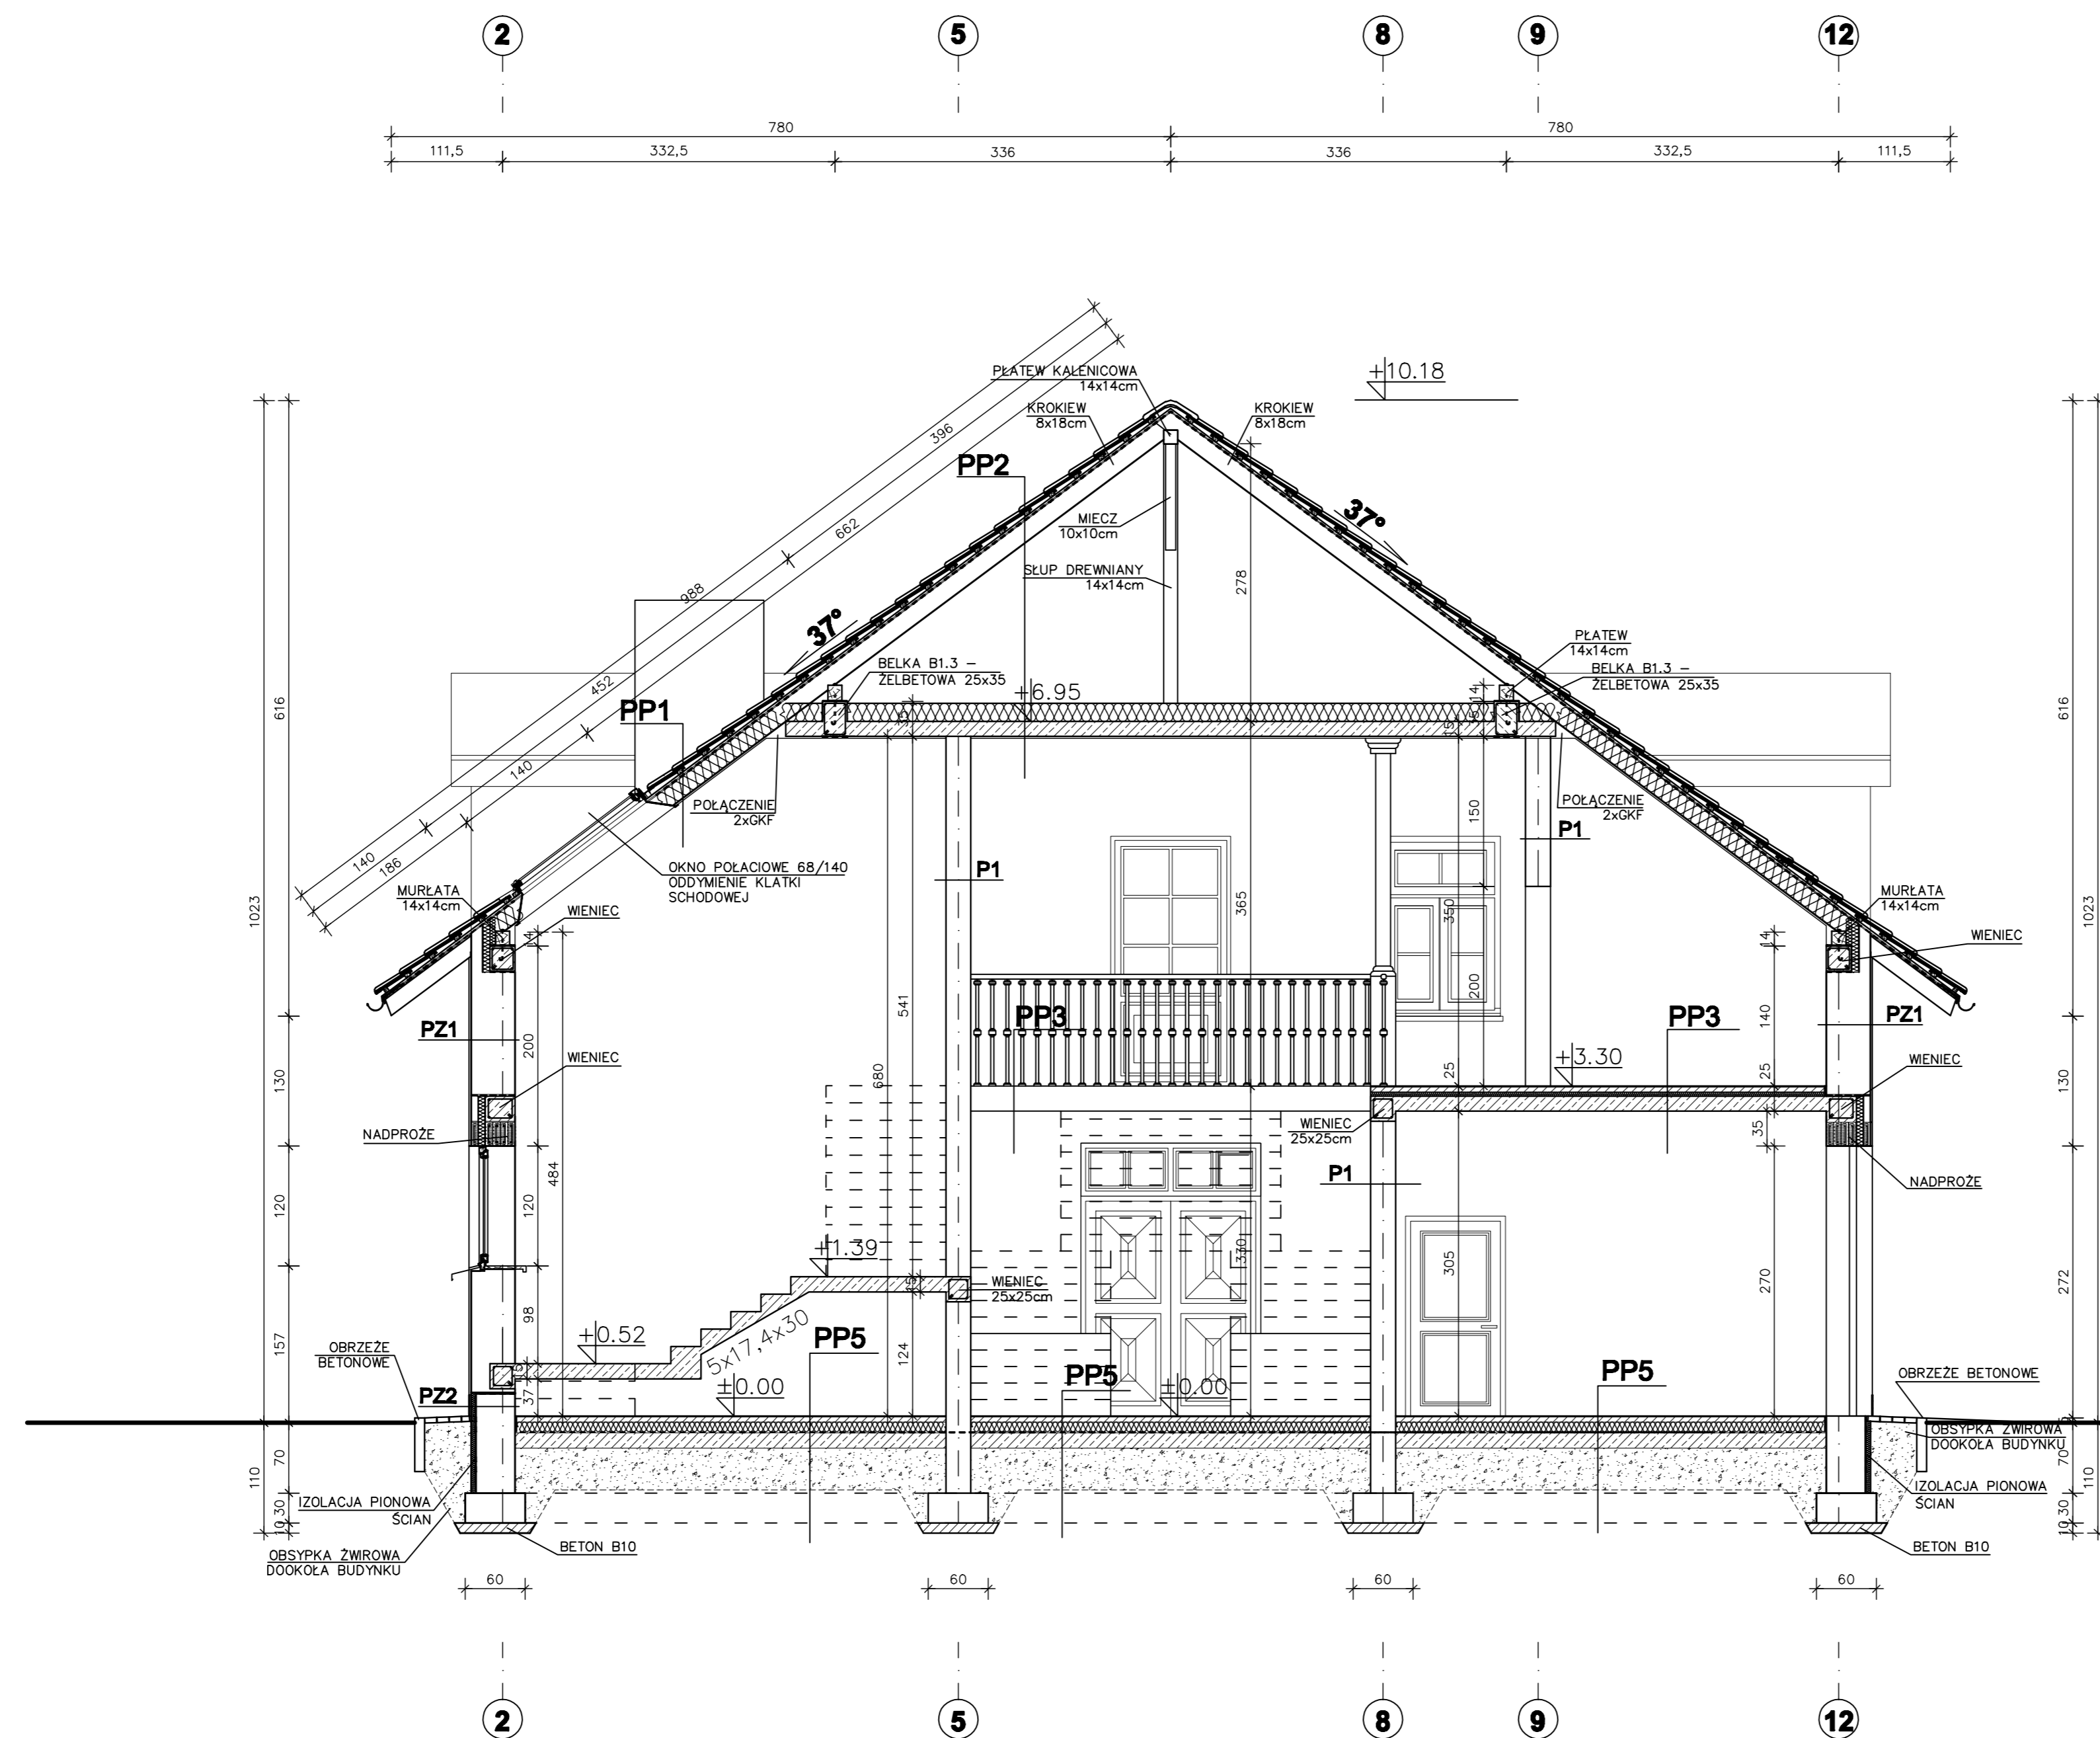 2
5
8
9
12
780
780
111,5
332,5
336
336
332,5
111,5
+10.18
PŁATEW KALENICOWA
14x14cm
KROKIEW
8x18cm
KROKIEW
8x18cm
396
PP2
MIECZ
10x10cm
37°
662
SŁUP DREWNIANY
14x14cm
278
988
37°
PŁATEW
14x14cm
BELKA B1.3 –
ŻELBETOWA 25x35
BELKA B1.3 –
ŻELBETOWA 25x35
452
PP1
+6.95
35
14
15
616
616
140
POŁĄCZENIE
2xGKF
POŁĄCZENIE
2xGKF
150
P1
140
186
OKNO POŁACIOWE 68/140
ODDYMIENIE KLATKI
SCHODOWEJ
P1
MURŁATA
14x14cm
MURŁATA
14x14cm
WIENIEC
WIENIEC
1023
1023
14
365
350
14
541
200
140
PP3
PP3
PZ1
PZ1
200
680
25
25
+3.30
WIENIEC
WIENIEC
130
130
NADPROŻE
WIENIEC
25x25cm
35
484
P1
NADPROŻE
120
120
+1.39
330
305
270
272
15
WIENIEC
25x25cm
98
157
+0.52
5x17,4x30
PP5
124
PP5
PP5
OBRZEŻE
BETONOWE
OBRZEŻE BETONOWE
15
37
PZ2
±0.00
±0.00
OBSYPKA ŻWIROWA
DOOKOŁA BUDYNKU
70
70
110
110
IZOLACJA PIONOWA
ŚCIAN
IZOLACJA PIONOWA
ŚCIAN
30
30
10
10
BETON B10
BETON B10
OBSYPKA ŻWIROWA
DOOKOŁA BUDYNKU
60
60
60
60
2
5
8
9
12